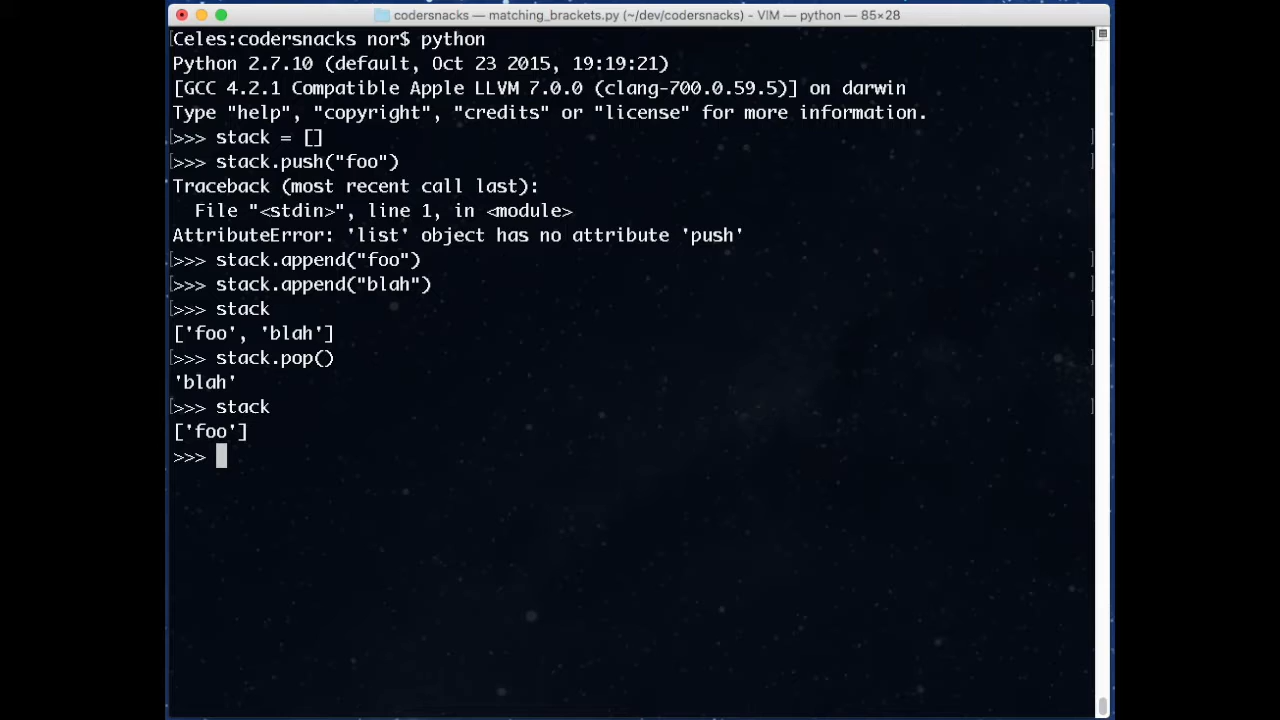 codersnacks — matching_brackets.py (~/dev/codersnacks) - VIM — python — 85×28
Celes:codersnacks nor$ python
Python 2.7.10 (default, Oct 23 2015, 19:19:21)
[GCC 4.2.1 Compatible Apple LLVM 7.0.0 (clang-700.0.59.5)] on darwin
Type "help", "copyright", "credits" or "license" for more information.
>>> stack = []
>>> stack.push("foo")
Traceback (most recent call last):
  File "<stdin>", line 1, in <module>
AttributeError: 'list' object has no attribute 'push'
>>> stack.append("foo")
>>> stack.append("blah")
>>> stack
['foo', 'blah']
>>> stack.pop()
'blah'
>>> stack
['foo']
>>>